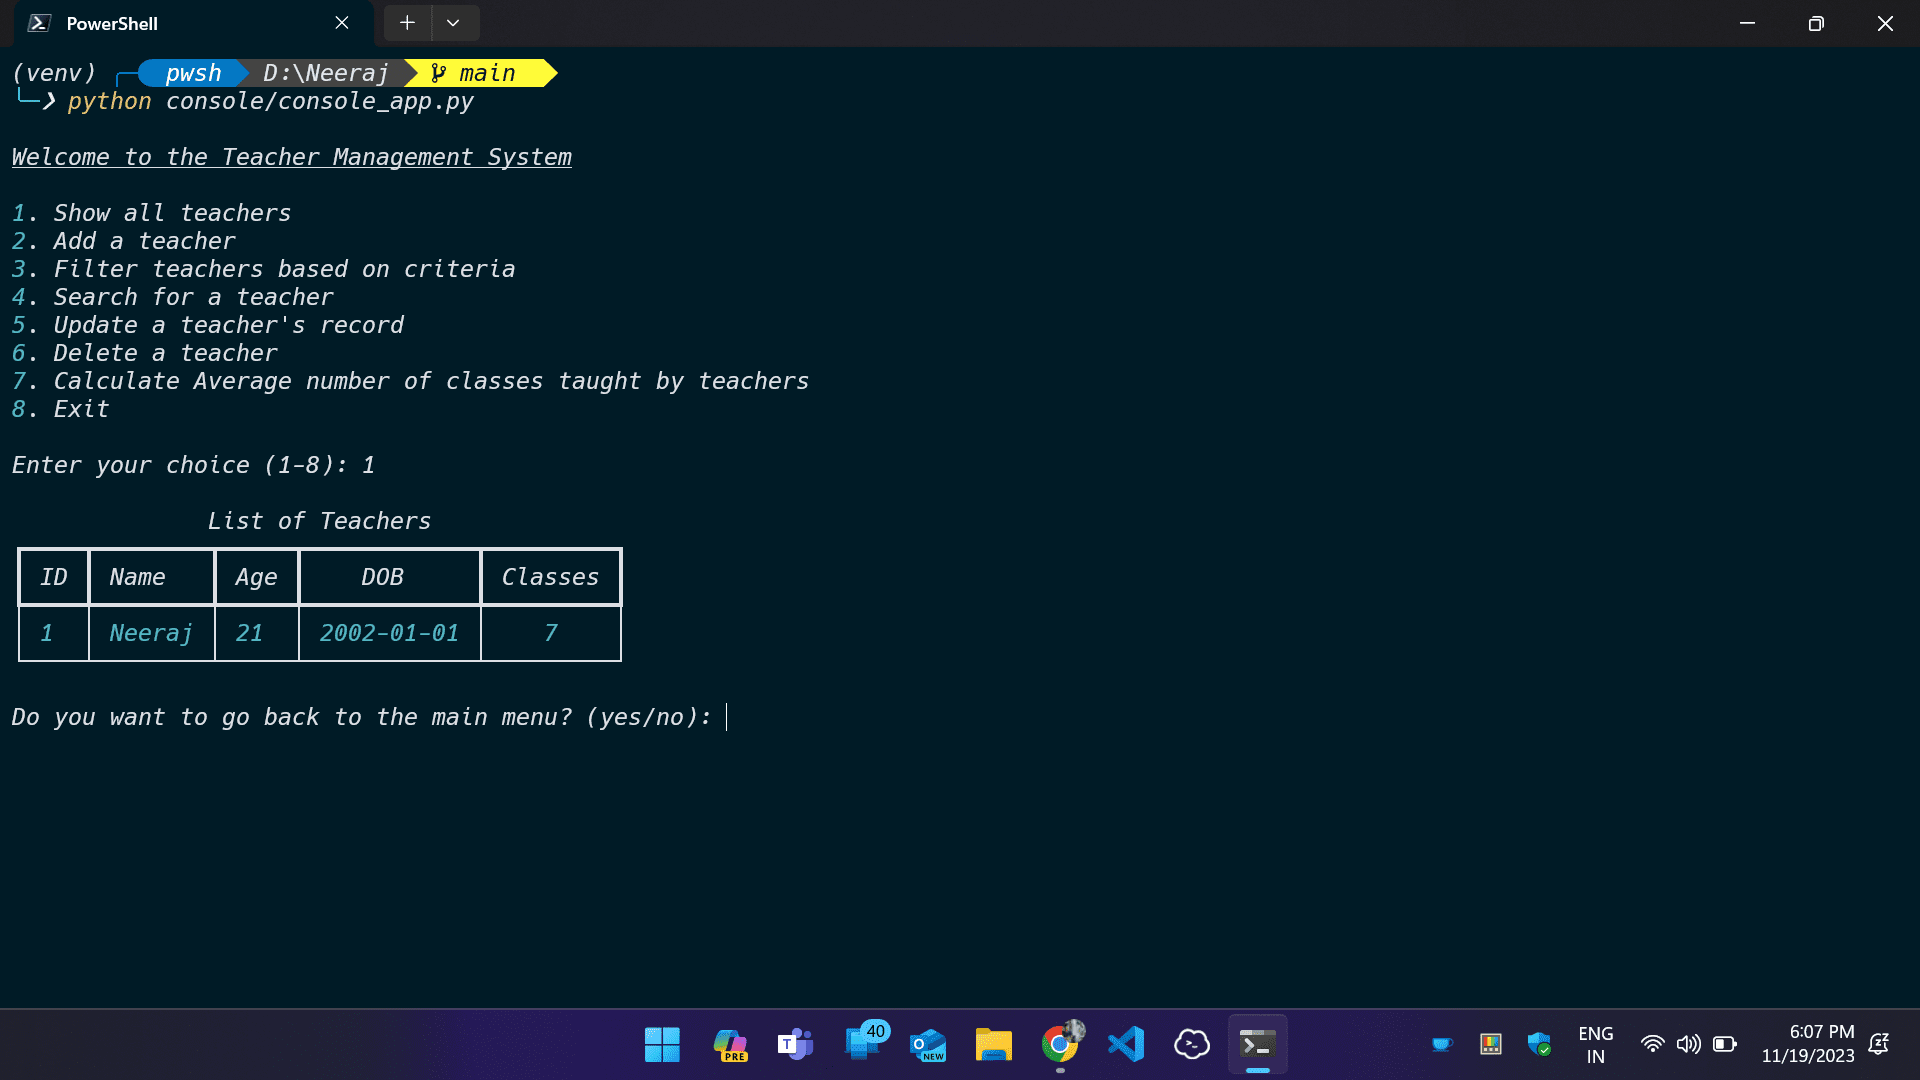 PowerShell
(venv) pwsh D:\Neeraj main
❯ python console/console_app.py
Welcome to the Teacher Management System
1. Show all teachers
2. Add a teacher
3. Filter teachers based on criteria
4. Search for a teacher
5. Update a teacher's record
6. Delete a teacher
7. Calculate Average number of classes taught by teachers
8. Exit
Enter your choice (1-8): 1
List of Teachers
ID Name Age DOB Classes
1 Neeraj 21 2002-01-01 7
Do you want to go back to the main menu? (yes/no):
PRE
T
40
O
NEW
ENG
IN
6:07 PM
11/19/2023